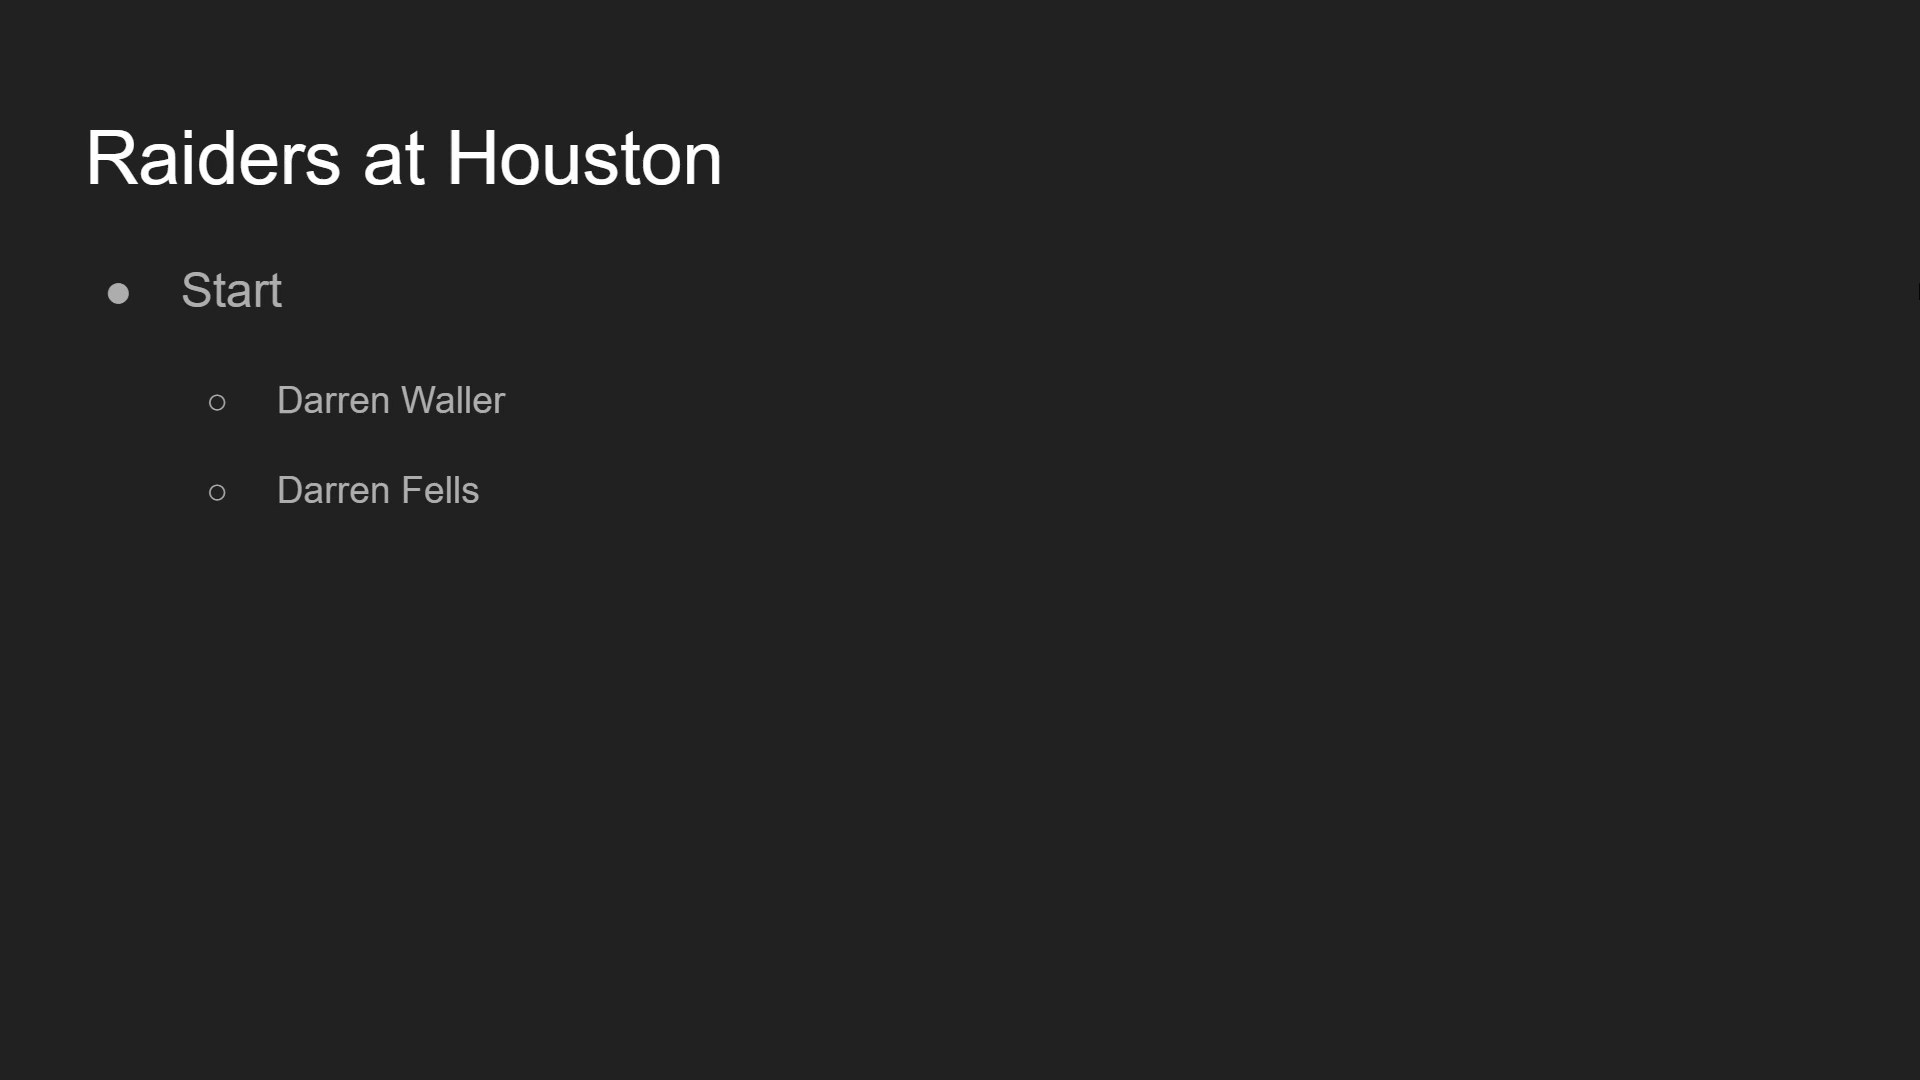 Raiders at Houston
● Start
○ Darren Waller
○ Darren Fells